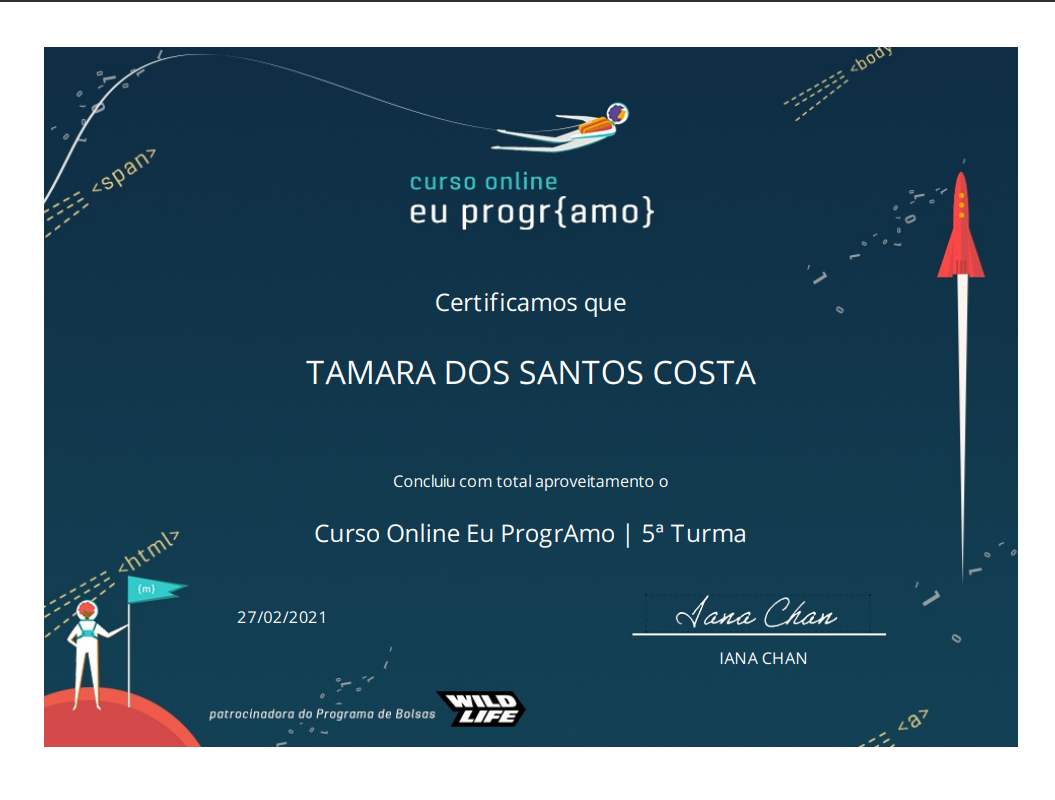 <body
<span>
curso online
eu progr{amo}
Certificamos que
TAMARA DOS SANTOS COSTA
Concluiu com total aproveitamento o
Curso Online Eu ProgrAmo | 5ª Turma
<html>
{m}
27/02/2021
Iana Chan
IANA CHAN
patrocinadora do Programa de Bolsas
WILD
LIFE
<a>